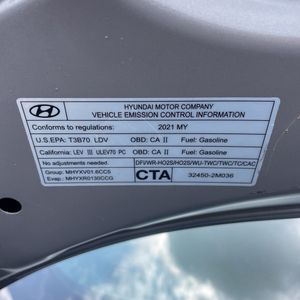 HYUNDAI MOTOR COMPANY
VEHICLE EMISSION CONTROL INFORMATION
Conforms to regulations: 2021 MY
U.S.EPA: T3B70 LDV OBD: CA II Fuel: Gasoline
California: LEV III ULEV70 PC OBD: CA II Fuel: Gasoline
No adjustments needed. DFI/WR-HO2S/HO2S/WU-TWC/TWC/TC/CAC
Group: MHYXV01.6CC5
Evap: MHYXR0130CCG
CTA 32450-2M036